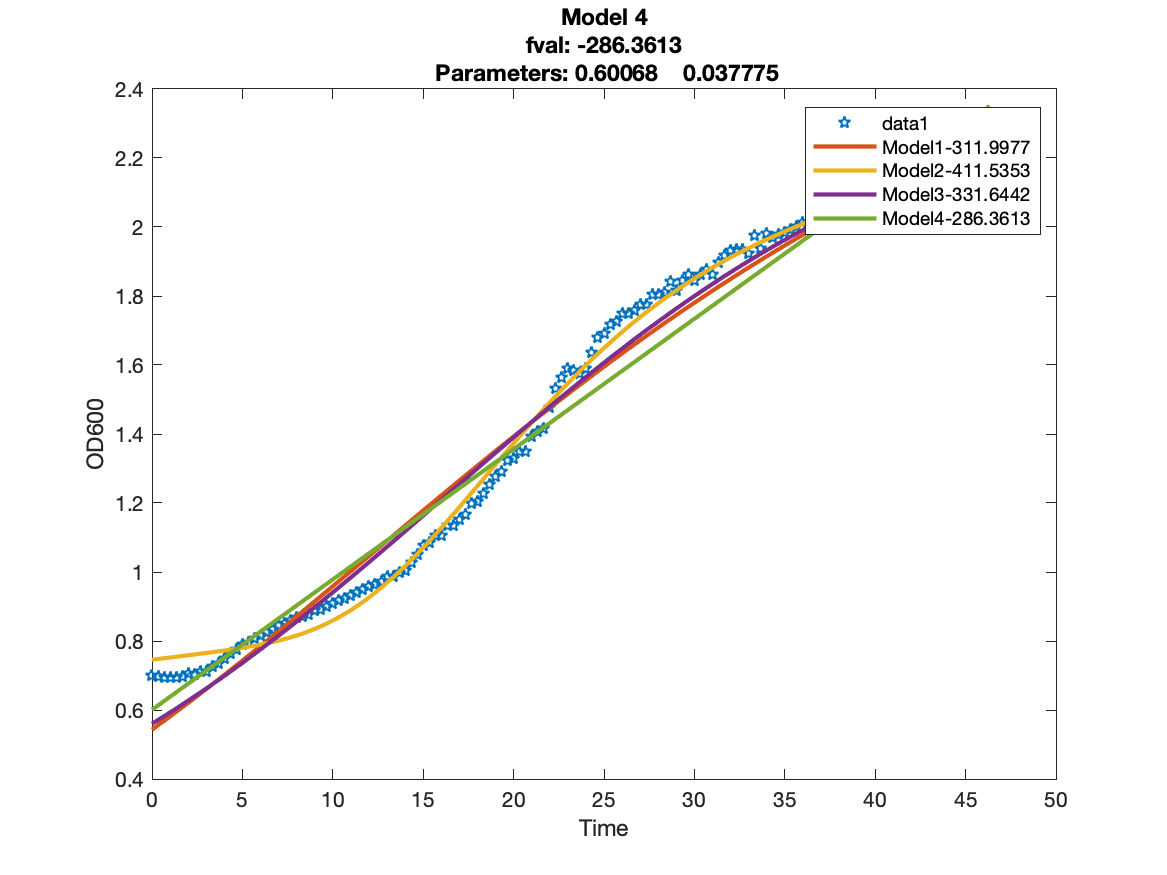 Model 4
fval: -286.3613
Parameters: 0.60068 0.037775
2.4
2.2
2
1.8
1.6
1.4
1.2
1
0.8
0.6
0.4
OD600
data1
Model1-311.9977
Model2-411.5353
Model3-331.6442
Model4-286.3613
0 5 10 15 20 25 30 35 40 45 50
Time